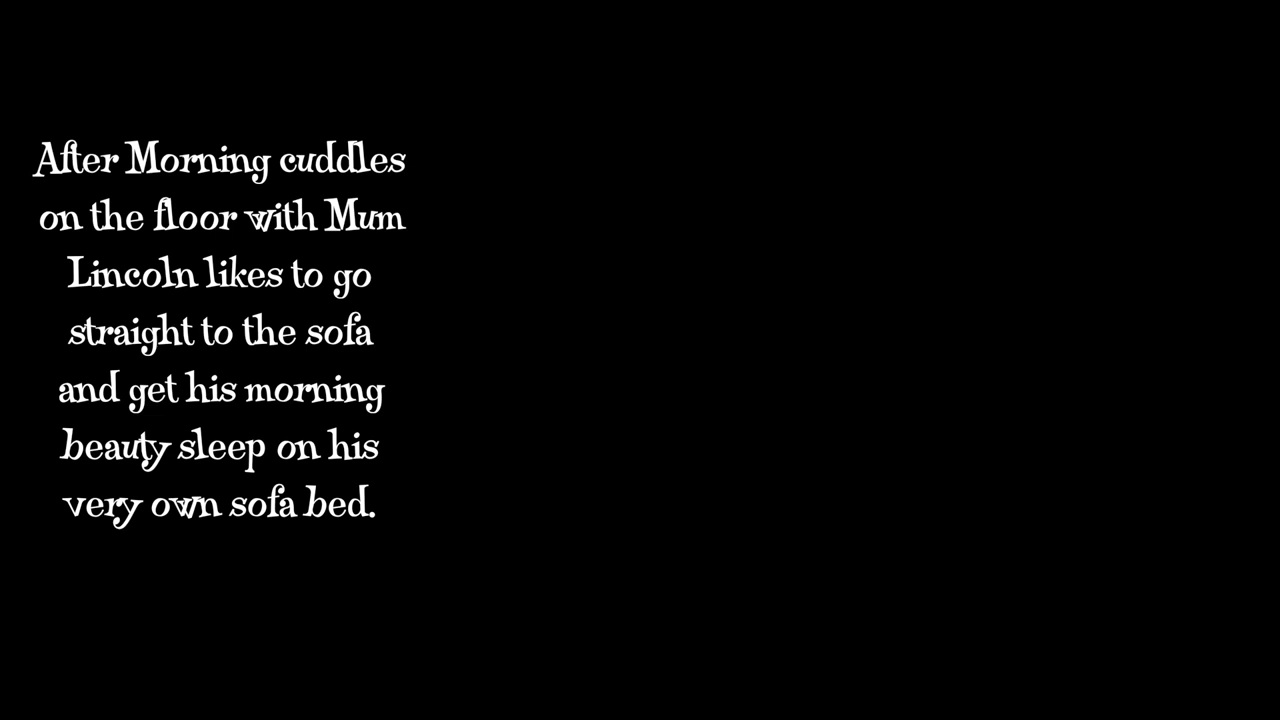 After Morning cuddles
on the floor with Mum
Lincoln likes to go
straight to the sofa
and get his morning
beauty sleep on his
very own sofa bed.